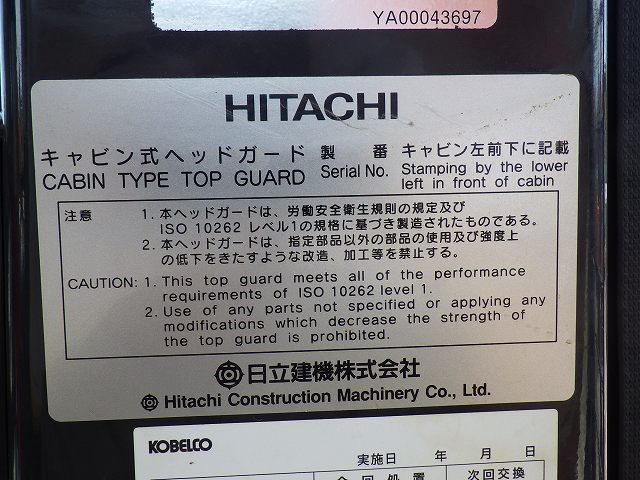 YA00043697
HITACHI
キャビン式ヘッドガード 製 番 キャビン左前下に記載
CABIN TYPE TOP GUARD Serial No. Stamping by the lower
left in front of cabin
注意 1. 本ヘッドガードは、労働安全衛生規則の規定及び
ISO 10262 レベル1の規格に基づき製造されたものである。
2. 本ヘッドガードは、指定部品以外の部品の使用及び強度上
の低下をきたすような改造、加工等を禁止する。
CAUTION: 1. This top guard meets all of the performance
requirements of ISO 10262 level 1.
2. Use of any parts not specified or applying any
modifications which decrease the strength of
the top guard is prohibited.
日立建機株式会社
Hitachi Construction Machinery Co., Ltd.
KOBELCO
実施日 年 月 日
今回処置 次回交換